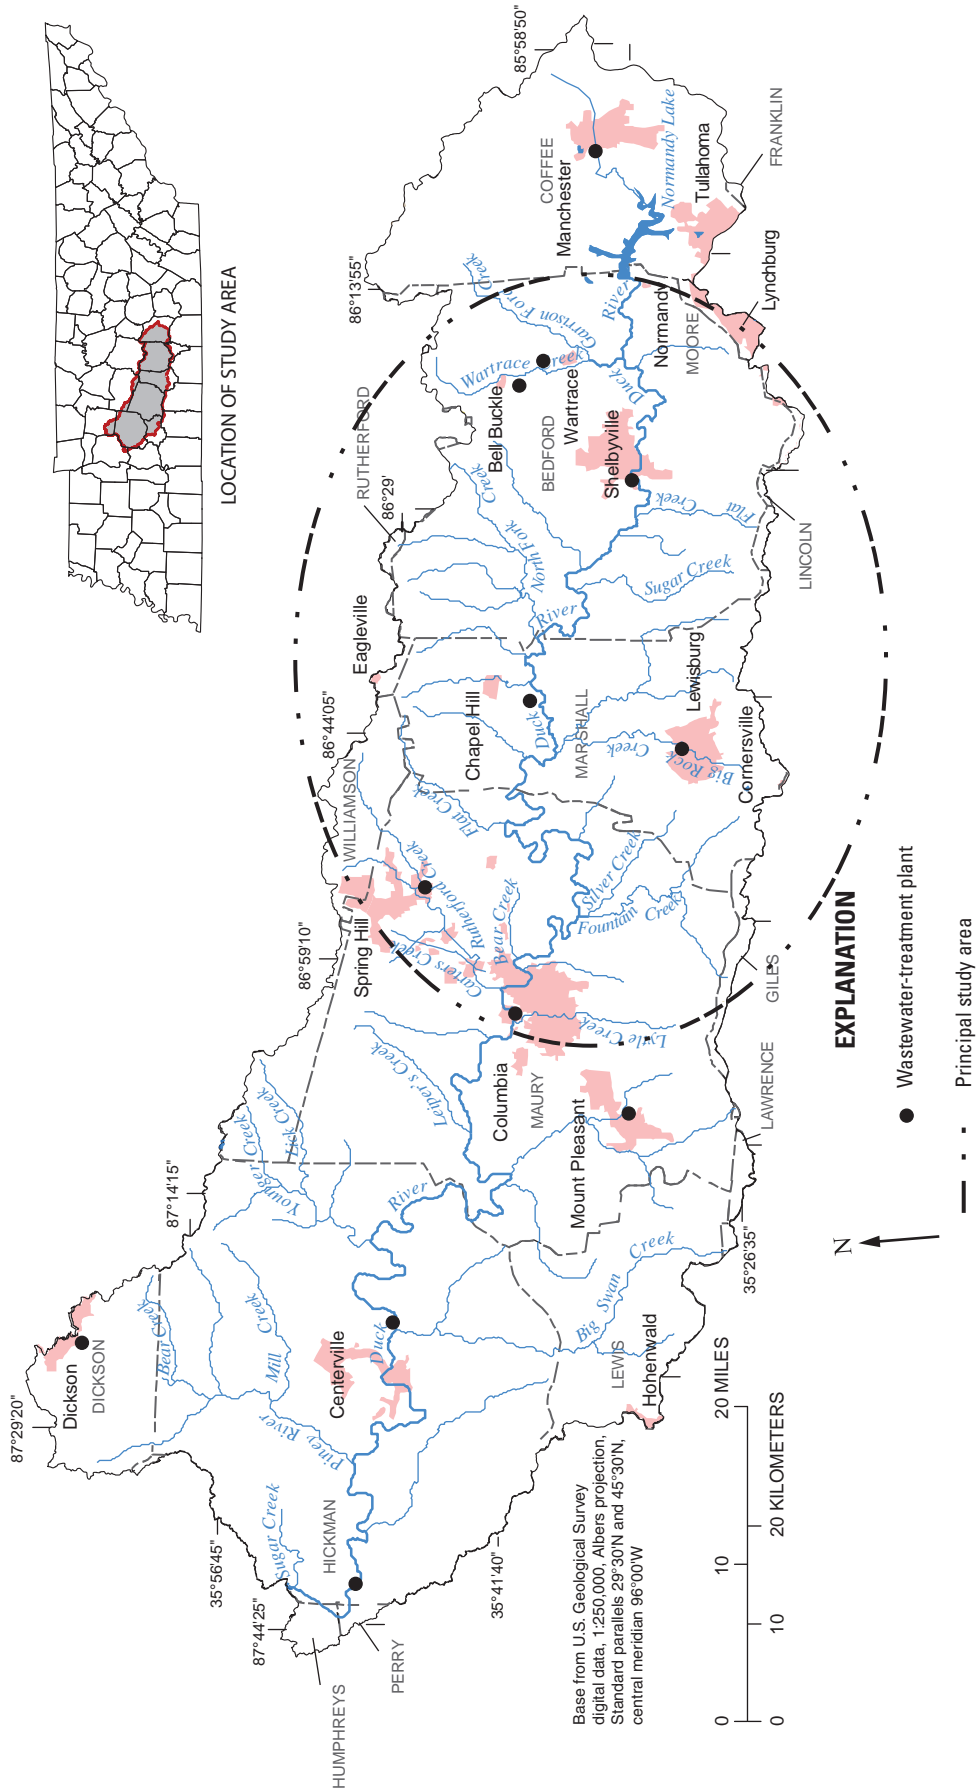 LOCATION OF STUDY AREA
85°58'50"
86°13'55"
86°29'
86°44'05"
86°59'10"
87°14'15"
87°29'20"
87°44'25"
35°56'45"
35°41'40"
35°26'35"
RUTHERFORD
WILLIAMSON
COFFEE
FRANKLIN
MOORE
BEDFORD
LINCOLN
MARSHALL
GILES
MAURY
LAWRENCE
LEWIS
DICKSON
HICKMAN
PERRY
HUMPHREYS
Manchester
Tullahoma
Normandy Lake
Lynchburg
Normandy
Wartrace
Bell Buckle
Shelbyville
Eagleville
Chapel Hill
Lewisburg
Cornersville
Spring Hill
Columbia
Mount Pleasant
Centerville
Dickson
Hohenwald
Garrison Fork
Creek
Wartrace Creek
Duck
River
North Fork
Creek
Flat
Creek
Sugar Creek
Duck
River
Big Rock
Creek
Flat Creek
Rutherford Creek
Carters Creek
Bear Creek
Silver Creek
Fountain Creek
Lytle Creek
Leiper's Creek
Lick Creek
Younger Creek
River
Duck
Big Swan
Creek
Bear Creek
Mill
Creek
Piney River
Sugar Creek
Base from U.S. Geological Survey
digital data, 1:250,000, Albers projection,
Standard parallels 29°30'N and 45°30'N,
central meridian 96°00'W
0 10 20 MILES
0 10 20 KILOMETERS
N
EXPLANATION
Wastewater-treatment plant
Principal study area